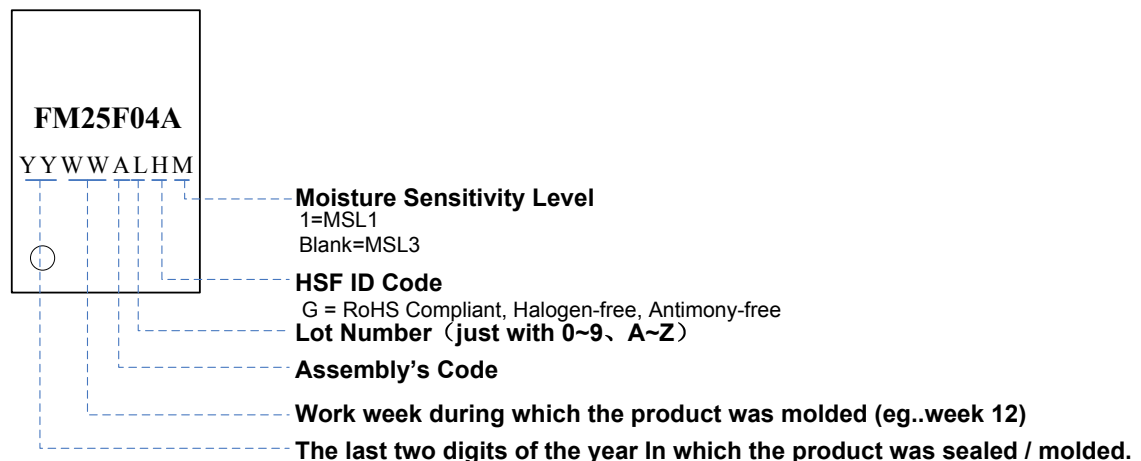 FM25F04A
YYWWALHM
Moisture Sensitivity Level
1=MSL1
Blank=MSL3
HSF ID Code
G = RoHS Compliant, Halogen-free, Antimony-free
Lot Number（just with 0~9、A~Z）
Assembly's Code
Work week during which the product was molded (eg..week 12)
The last two digits of the year In which the product was sealed / molded.